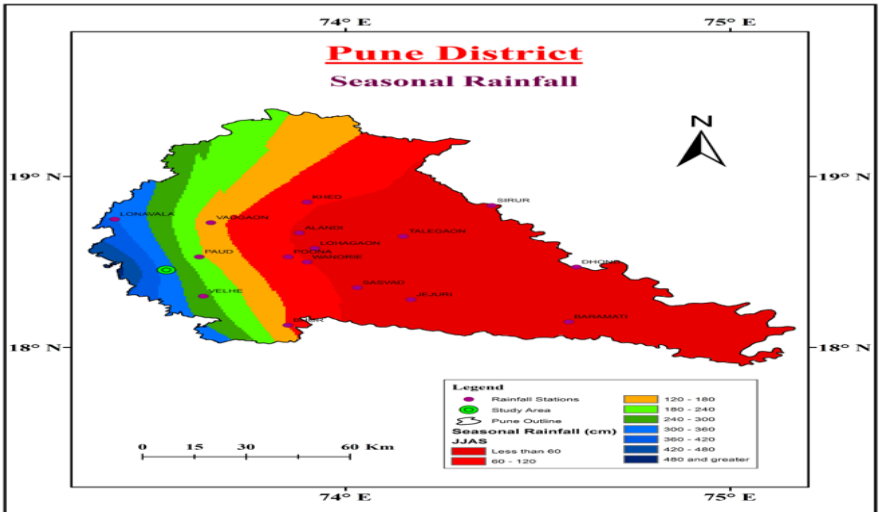 74° E
75° E
Pune District
Seasonal Rainfall
N
19° N
19° N
KHED
SIRUR
LONAVALA
VADGAON
ALANDI
TALEGAON
LOHAGAON
PAUD
WANORIE
DHOND
SASVAD
VELHE
JEJURI
BARAMATI
18° N
18° N
Legend
Rainfall Stations
Study Area
Pune Outline
Seasonal Rainfall (cm)
JJAS
Less than 60
60 - 120
120 - 180
180 - 240
240 - 300
300 - 360
360 - 420
420 - 480
480 and greater
0 15 30 60 Km
74° E
75° E